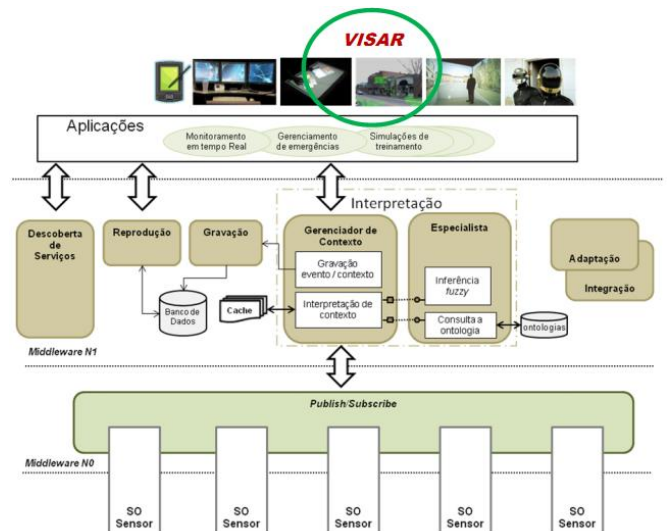 VISAR
Aplicações
Monitoramento
em tempo Real
Gerenciamento
de emergências
Simulações de
treinamento
Interpretação
Descoberta
de
Serviços
Reprodução
Gravação
Gerenciador de
Contexto
Especialista
Gravação
evento / contexto
Inferência
fuzzy
Adaptação
Integração
Banco de
Dados
Cache
Interpretação de
contexto
Consulta a
ontologia
ontologias
Middleware N1
Publish/Subscribe
Middleware N0
SO
Sensor
SO
Sensor
SO
Sensor
SO
Sensor
SO
Sensor